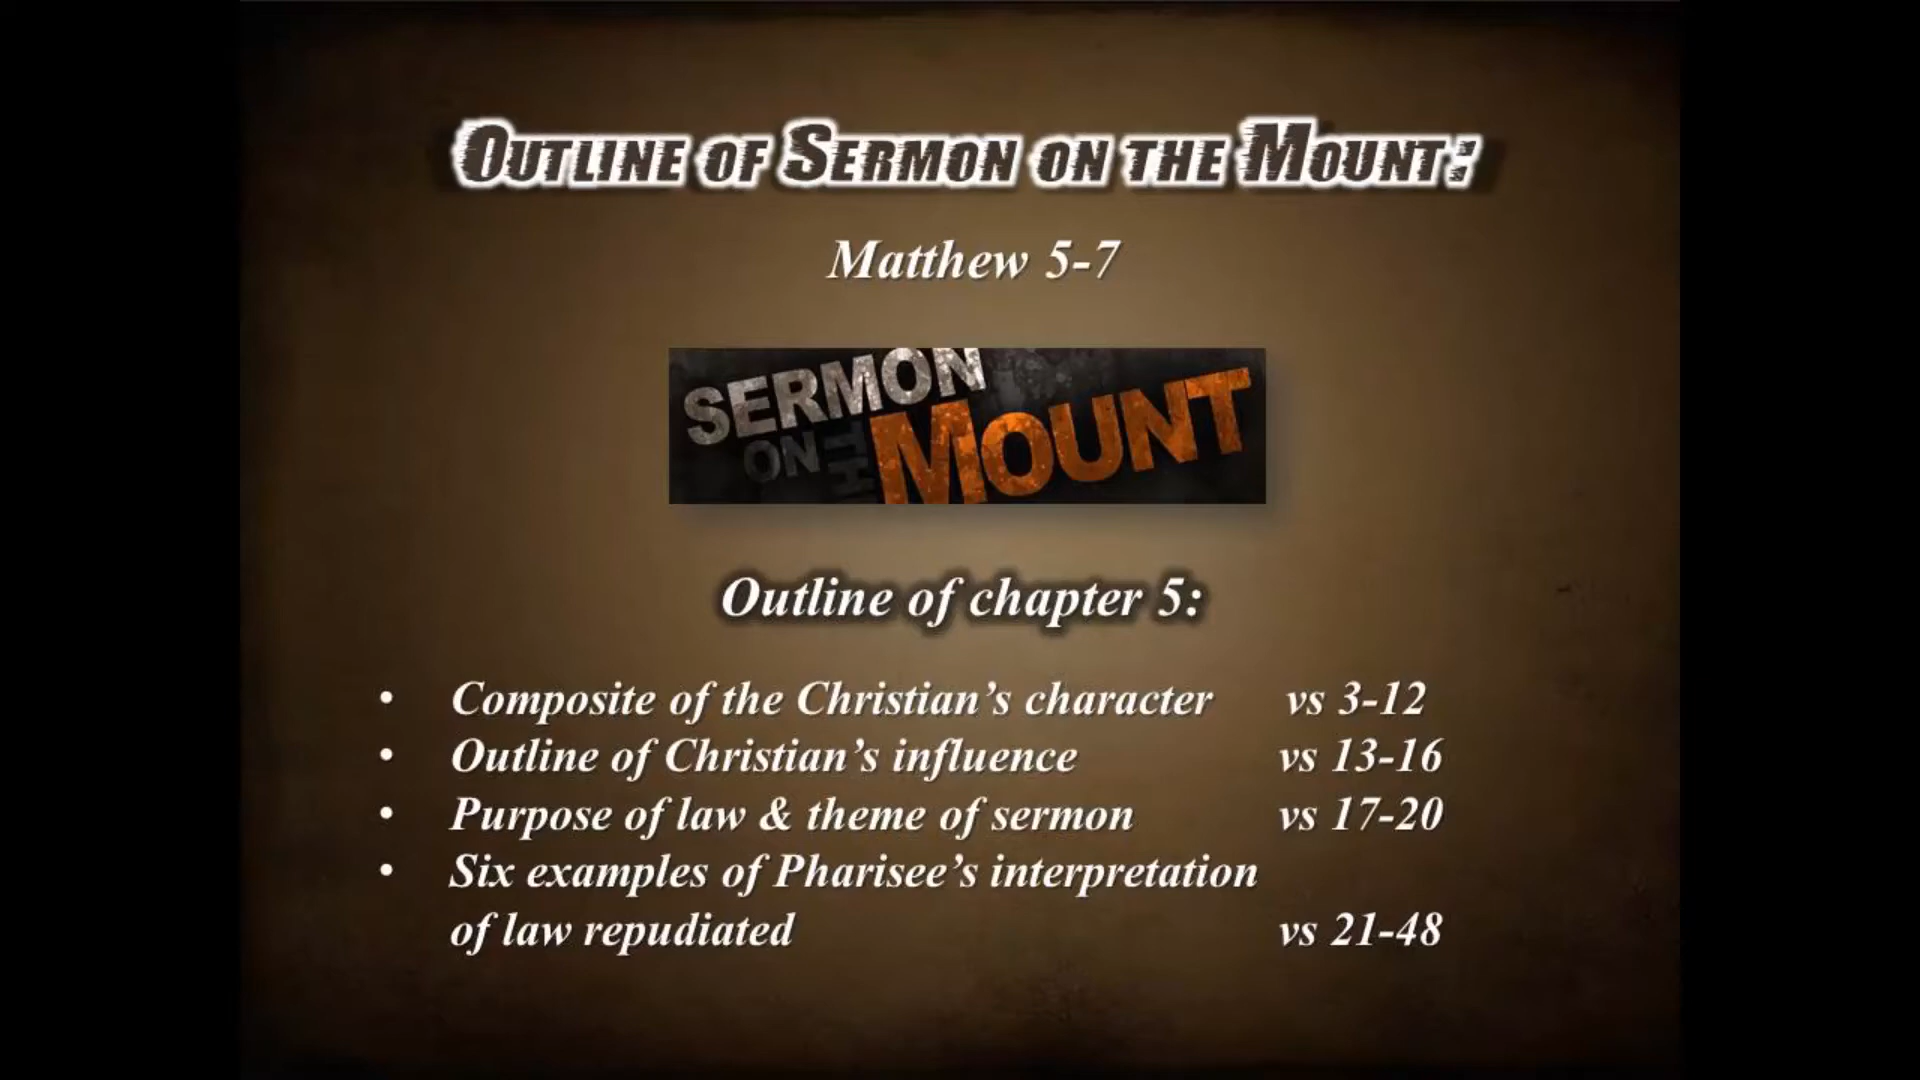 OUTLINE OF SERMON ON THE MOUNT:
Matthew 5-7
SERMON
ON TH
MOUNT
Outline of chapter 5:
• Composite of the Christian’s character vs 3-12
• Outline of Christian’s influence vs 13-16
• Purpose of law & theme of sermon vs 17-20
• Six examples of Pharisee’s interpretation
of law repudiated vs 21-48